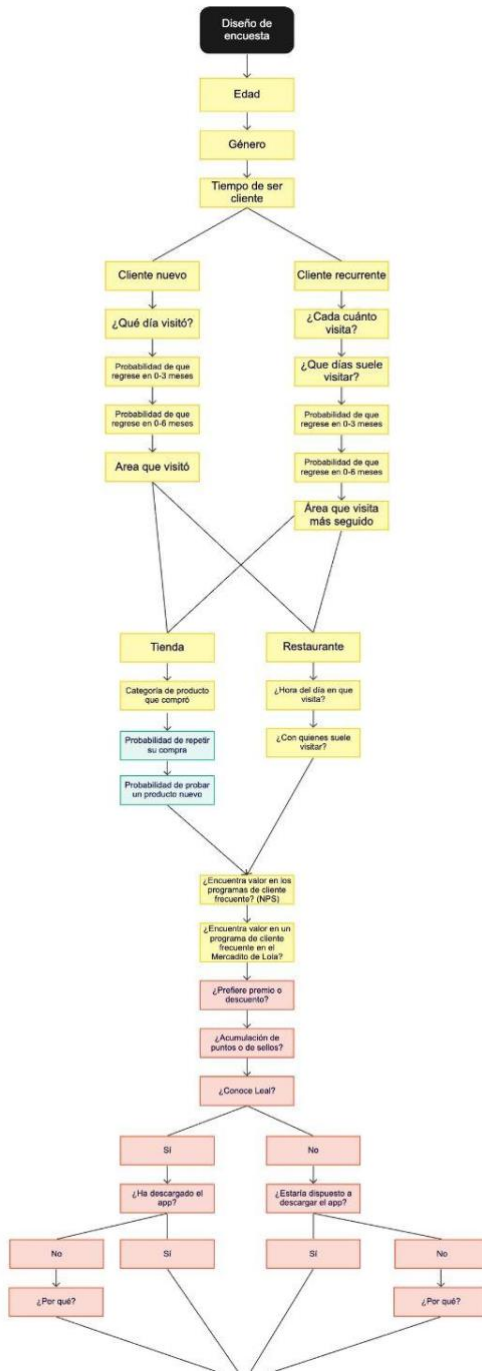 Diseño de
encuesta
Edad
Género
Tiempo de ser
cliente
Cliente nuevo
Cliente recurrente
¿Qué día visitó?
¿Cada cuánto
visita?
Probabilidad de que
regrese en 0-3 meses
¿Que días suele
visitar?
Probabilidad de que
regrese en 0-6 meses
Probabilidad de que
regrese en 0-3 meses
Area que visitó
Probabilidad de que
regrese en 0-6 meses
Área que visita
más seguido
Tienda
Restaurante
Categoría de producto
que compró
¿Hora del día en que
visita?
Probabilidad de repetir
su compra
¿Con quienes suele
visitar?
Probabilidad de probar
un producto nuevo
¿Encuentra valor en los
programas de cliente
frecuente? (NPS)
¿Encuentra valor en un
programa de cliente
frecuente en el
Mercadito de Lola?
¿Prefiere premio o
descuento?
¿Acumulación de
puntos o de sellos?
¿Conoce Leal?
Sí
No
¿Ha descargado el
app?
¿Estaría dispuesto a
descargar el app?
No
Sí
Sí
No
¿Por qué?
¿Por qué?